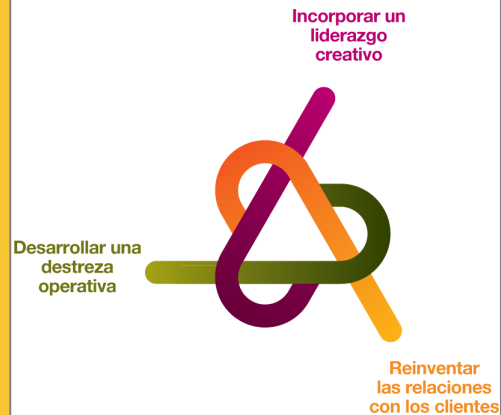 Incorporar un
liderazgo
creativo
Desarrollar una
destreza
operativa
Reinventar
las relaciones
con los clientes